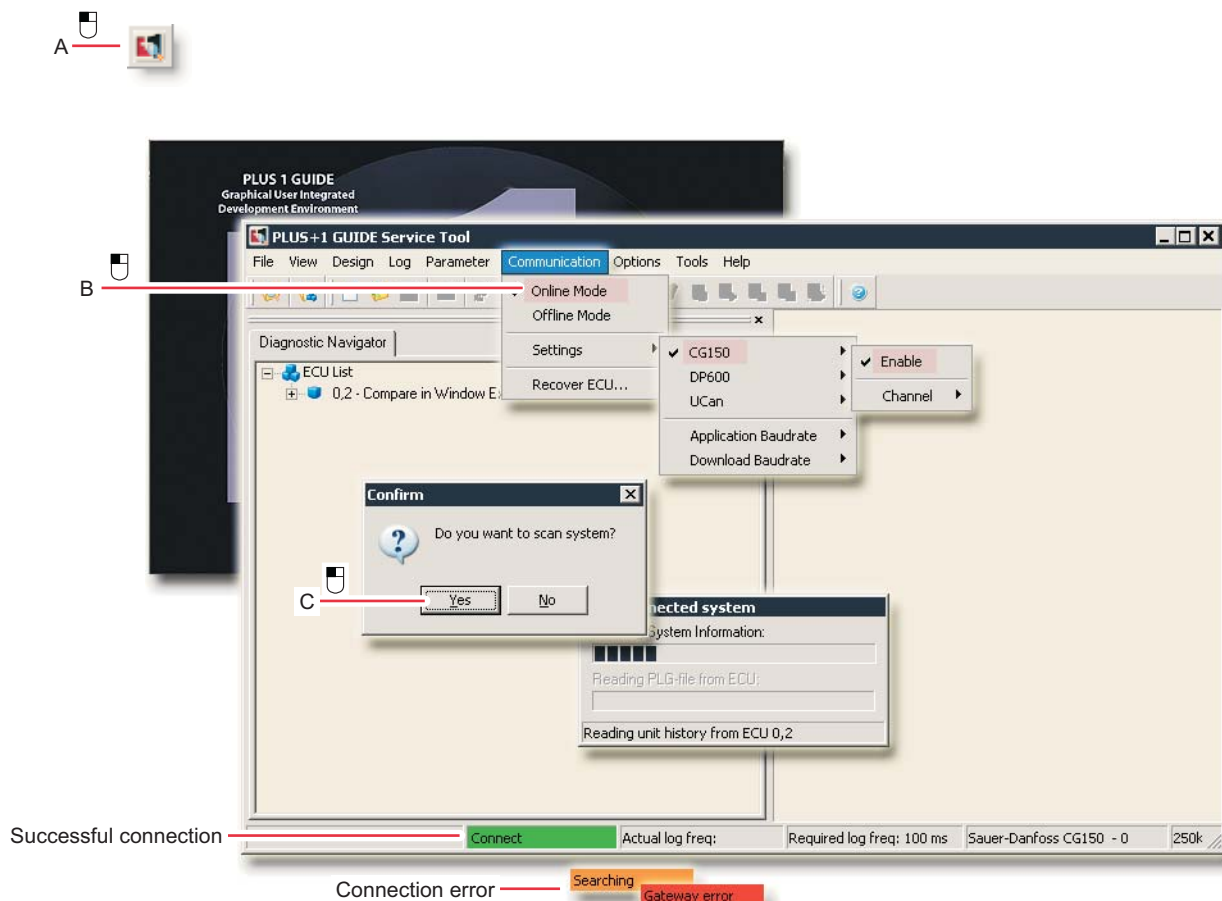 A
PLUS 1 GUIDE
Graphical User Integrated
Development Environment
PLUS+1 GUIDE Service Tool
File View Design Log Parameter Communication Options Tools Help
B
Online Mode
Offline Mode
Settings
Recover ECU...
CG150
DP600
UCan
Application Baudrate
Download Baudrate
Enable
Channel
Diagnostic Navigator
ECU List
0,2 - Compare in Window
Confirm
Do you want to scan system?
C
Yes No
system
System Information:
Reading PLG-file from ECU:
Reading unit history from ECU 0,2
Successful connection
Connect Actual log freq: Required log freq: 100 ms Sauer-Danfoss CG150 - 0 250k
Connection error
Searching
Gateway error